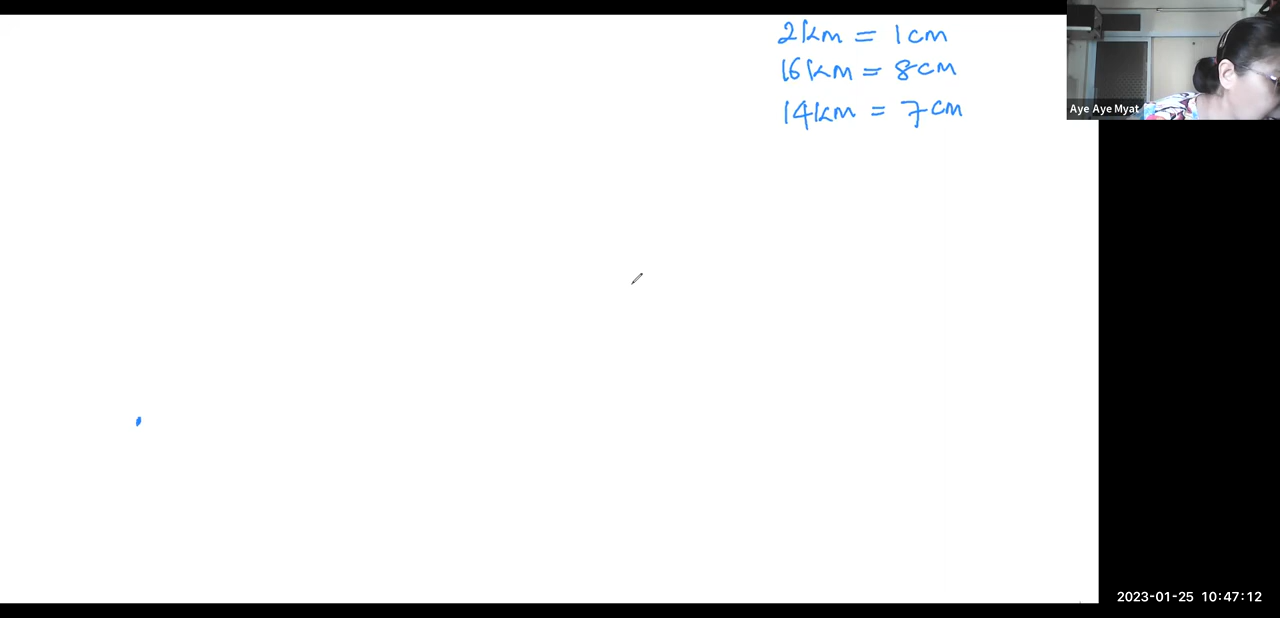 2km = 1cm
16km = 8cm
14km = 7cm
Aye Aye Myat
2023-01-25 10:47:12